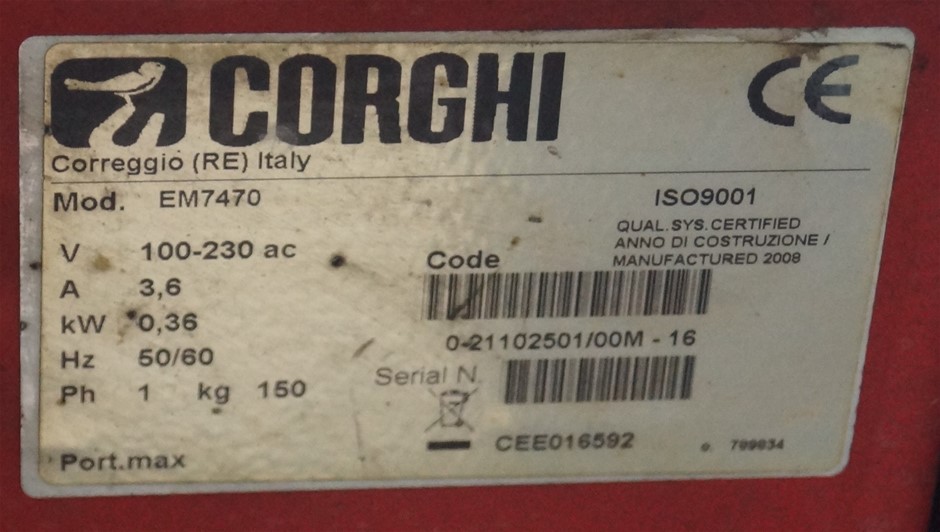 CORGHI
CE
Correggio (RE) Italy
Mod. EM7470
ISO9001
QUAL.SYS.CERTIFIED
ANNO DI COSTRUZIONE /
MANUFACTURED 2008
V 100-230 ac
A 3,6
kW 0,36
Hz 50/60
Ph 1 kg 150
Port.max
Code
0-21102501/00M - 16
Serial N.
CEE016592